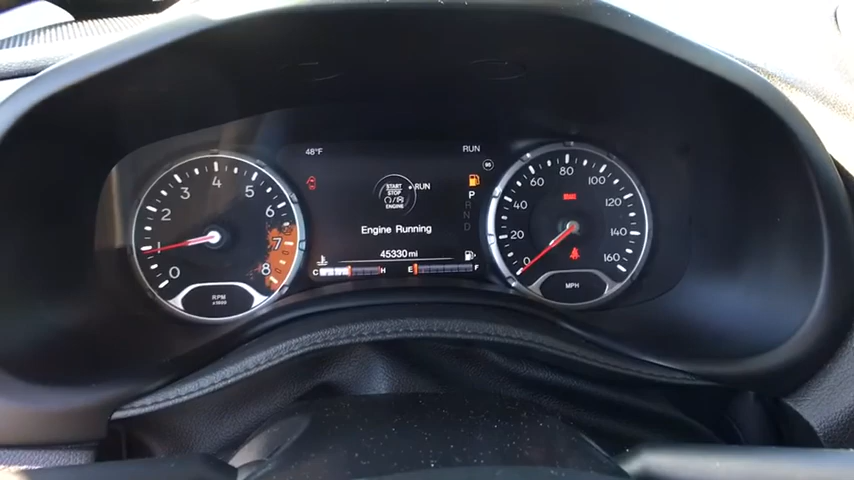 48°F
RUN
START
STOP
ENGINE
RUN
P
R
N
D
Engine Running
45330 mi
C H E F
0 1 2 3 4 5 6 7 8
RPM
x1000
0 20 40 60 80 100 120 140 160
BRAKE
MPH